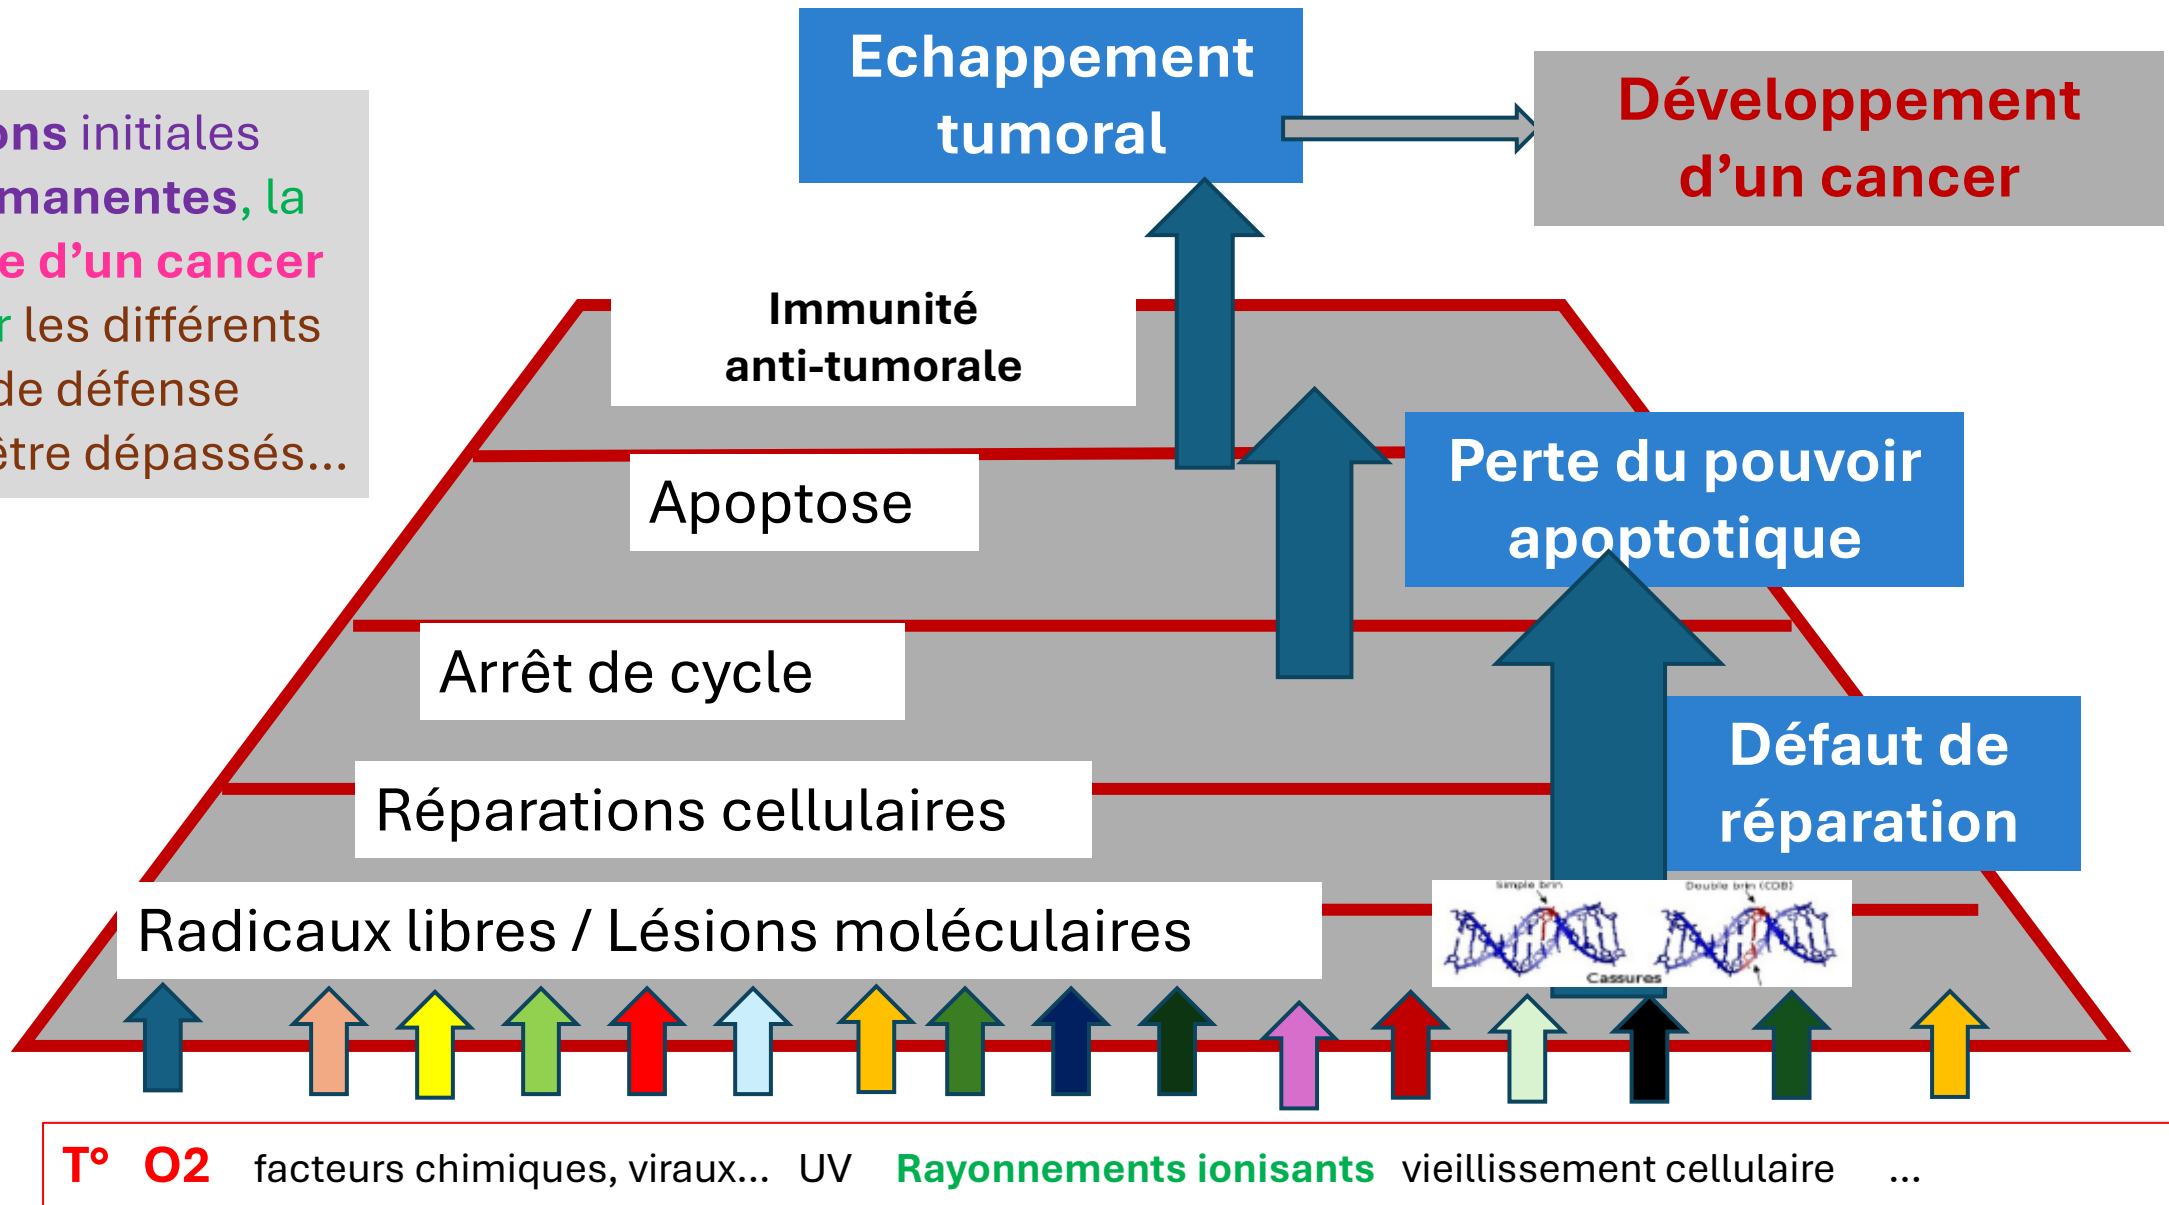 Echappement
tumoral
Développement
d’un cancer
ons initiales
manentes, la
e d’un cancer
r les différents
de défense
être dépassés...
Immunité
anti-tumorale
Apoptose
Perte du pouvoir
apoptotique
Arrêt de cycle
Défaut de
réparation
Réparations cellulaires
Radicaux libres / Lésions moléculaires
Simple brin
Double brin (CDB)
Cassures
T° O2 facteurs chimiques, viraux... UV Rayonnements ionisants vieillissement cellulaire ...